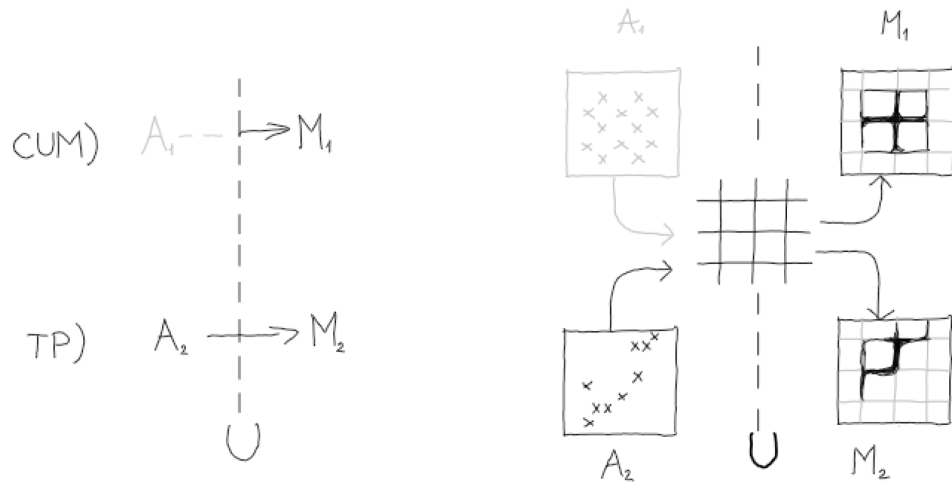 A₁ M₁
CUM) A₁ M₁
TP) A₂ M₂
U
A₂ U M₂